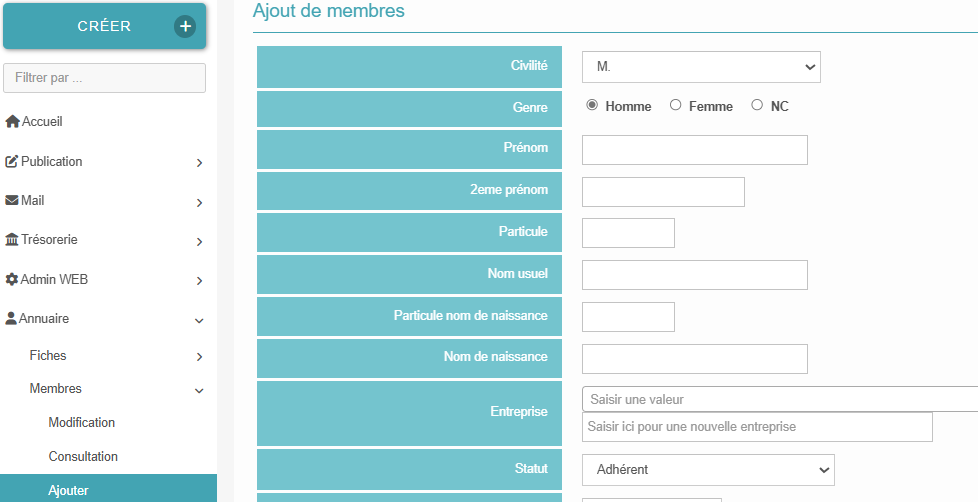 CRÉER
Filtrer par ...
Accueil
Publication
Mail
Trésorerie
Admin WEB
Annuaire
Fiches
Membres
Modification
Consultation
Ajouter
Ajout de membres
Civilité M.
Genre Homme Femme NC
Prénom
2eme prénom
Particule
Nom usuel
Particule nom de naissance
Nom de naissance
Entreprise Saisir une valeur
Saisir ici pour une nouvelle entreprise
Statut Adhérent